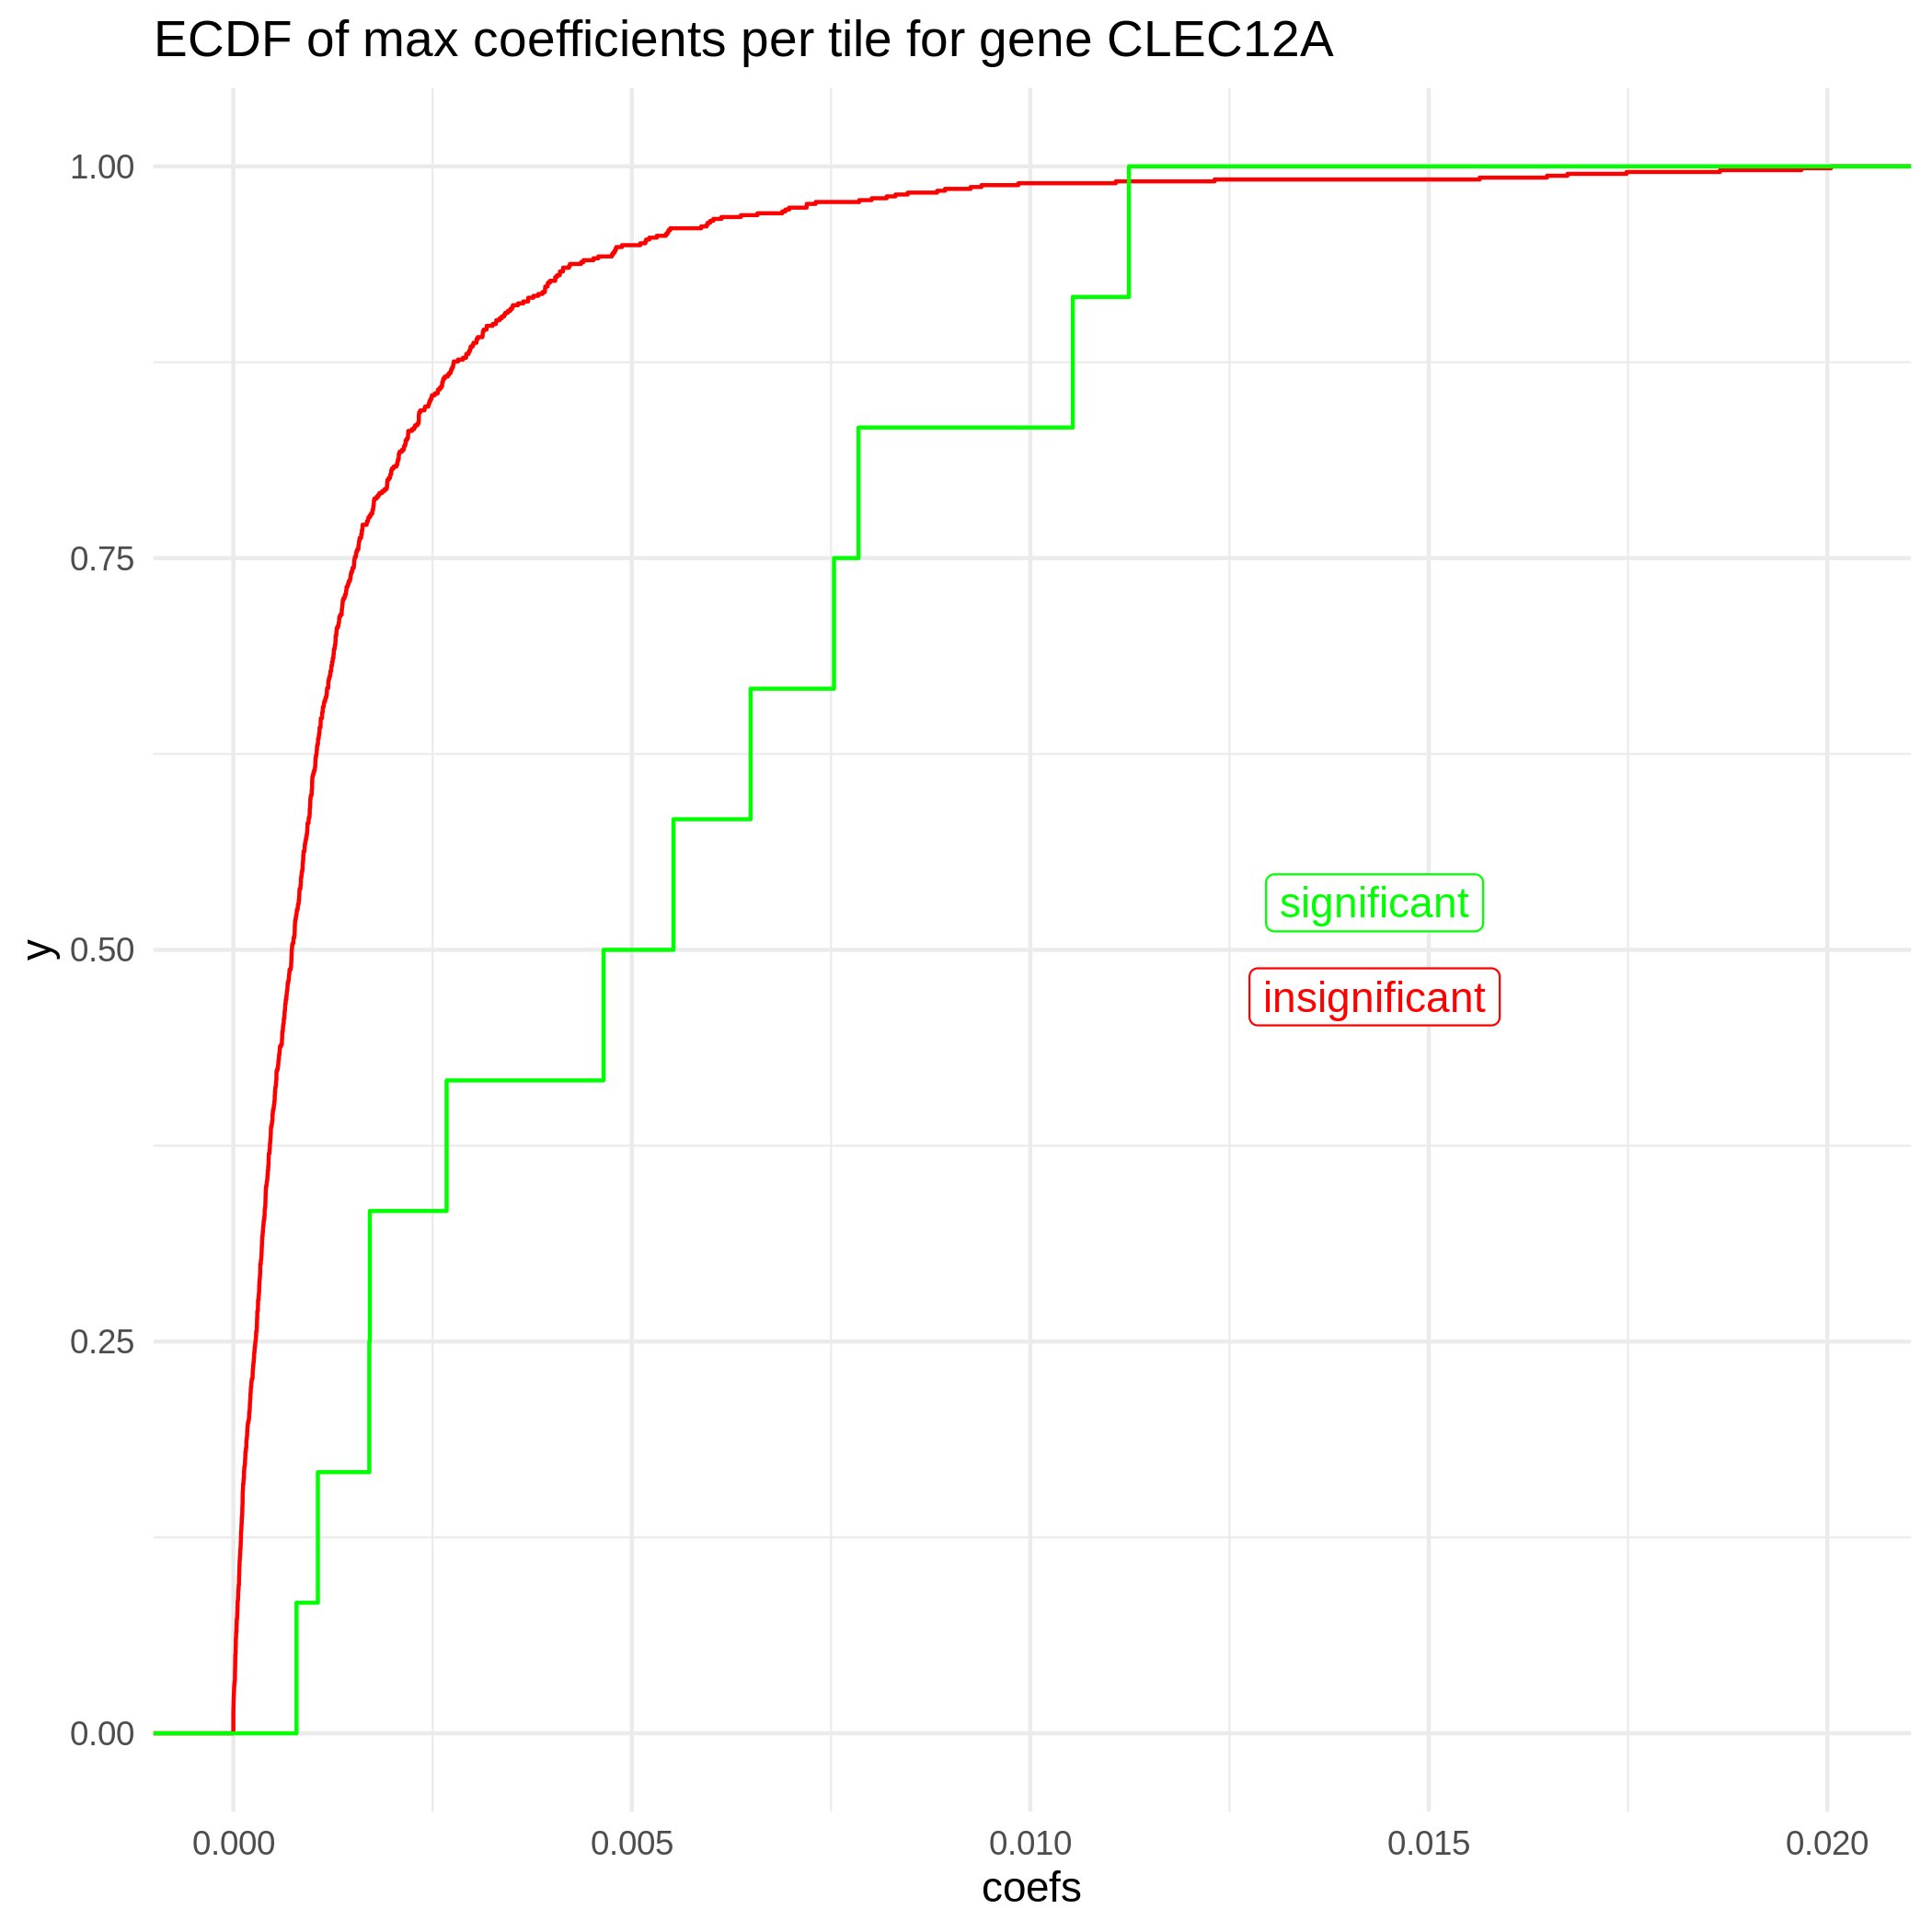 ECDF of max coefficients per tile for gene CLEC12A
1.00
0.75
0.50
0.25
0.00
y
significant
insignificant
0.000 0.005 0.010 0.015 0.020
coefs